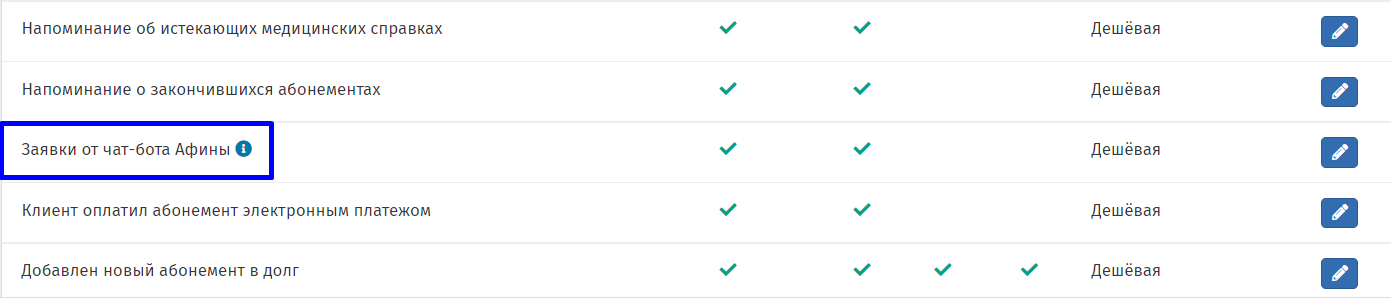 Напоминание об истекающих медицинских справках Дешёвая
Напоминание о закончившихся абонементах Дешёвая
Заявки от чат-бота Афины Дешёвая
Клиент оплатил абонемент электронным платежом Дешёвая
Добавлен новый абонемент в долг Дешёвая